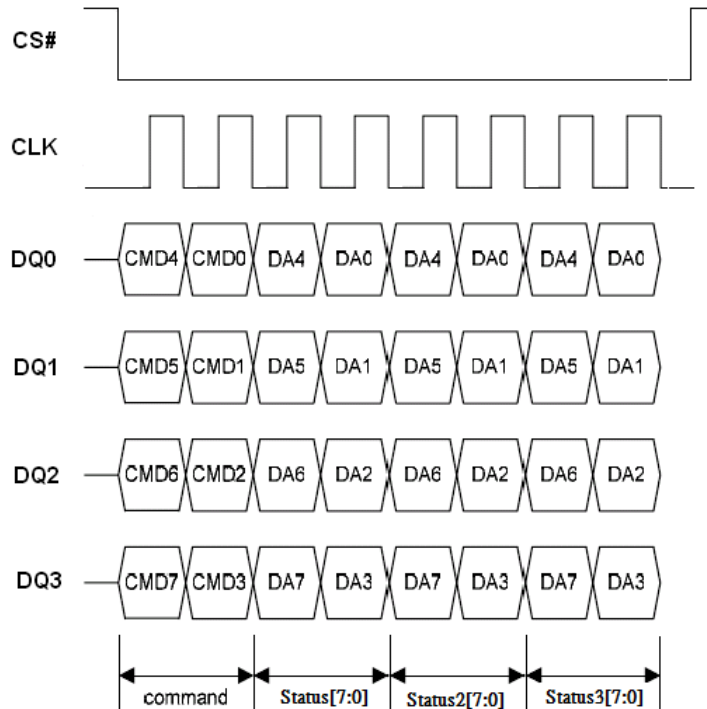 CS#
CLK
DQ0 CMD4 CMD0 DA4 DA0 DA4 DA0 DA4 DA0
DQ1 CMD5 CMD1 DA5 DA1 DA5 DA1 DA5 DA1
DQ2 CMD6 CMD2 DA6 DA2 DA6 DA2 DA6 DA2
DQ3 CMD7 CMD3 DA7 DA3 DA7 DA3 DA7 DA3
command Status[7:0] Status2[7:0] Status3[7:0]